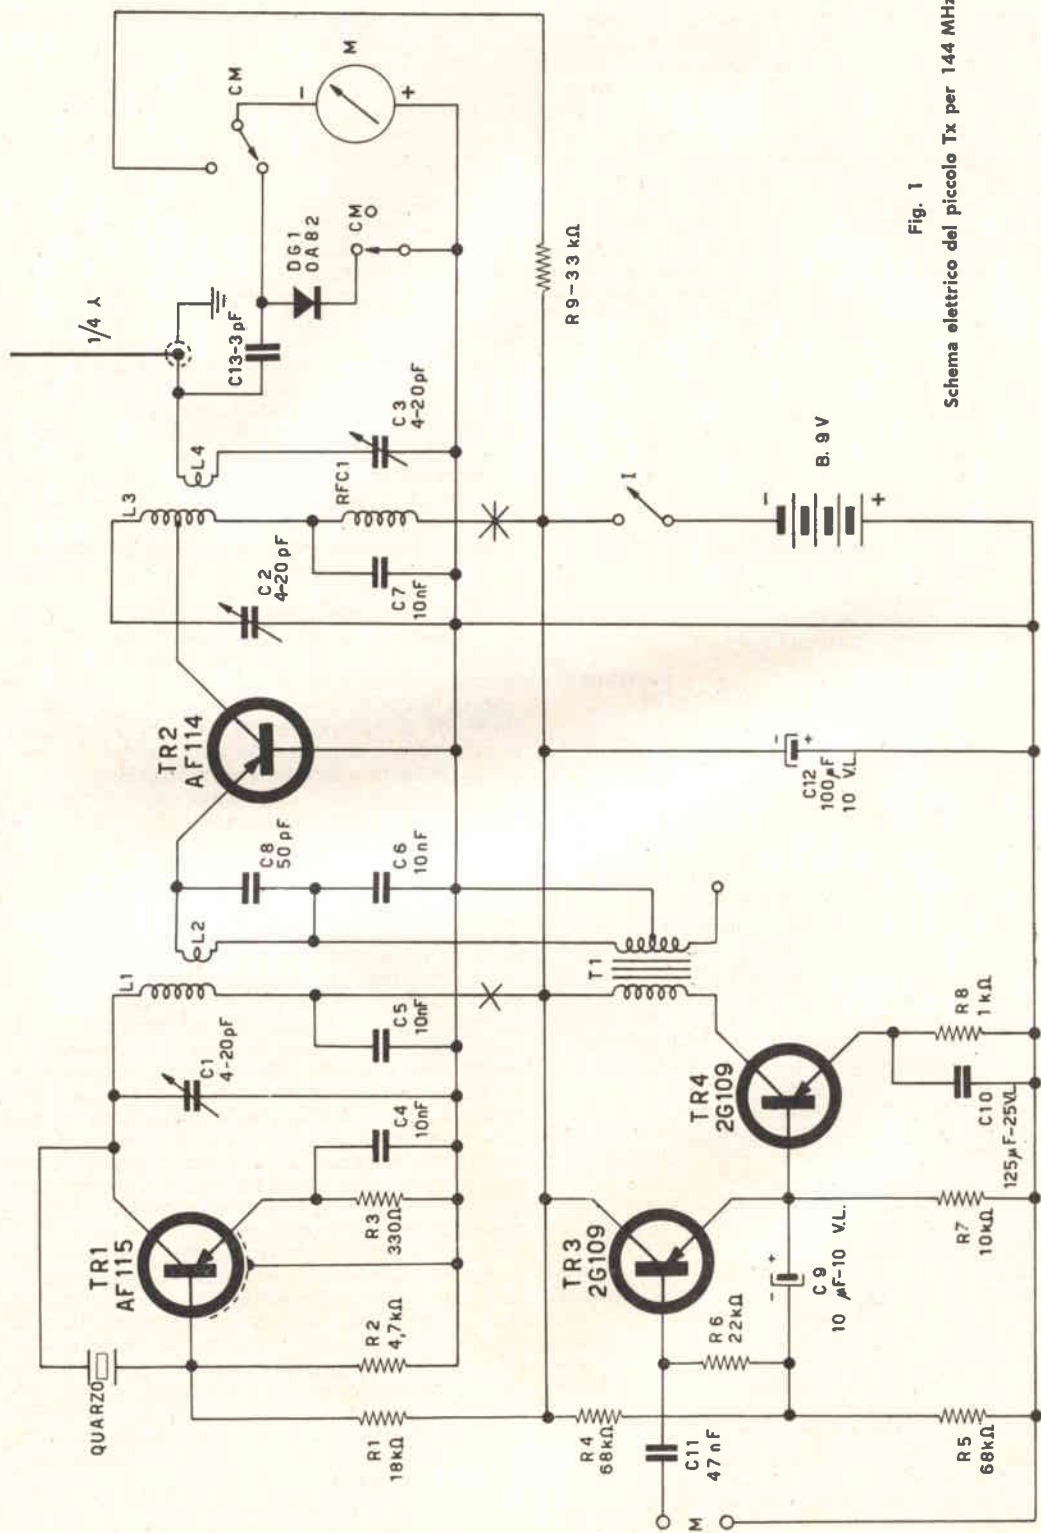 QUARZO
TR1
AF115
R1
18kΩ
R2
4,7kΩ
R3
330Ω
C4
10nF
C1
4-20pF
C5
10nF
L1
L2
C8
50pF
C6
10nF
TR2
AF114
C2
4-20pF
L3
C7
10nF
RFC1
L4
C3
4-20pF
1/4 λ
C13-3pF
DG1
OA82
CM
CM
M
-
+
R9-33kΩ
R4
68kΩ
C11
47nF
M
R6
22kΩ
TR3
2G109
C9
10 µF-10 V.L.
-
+
R5
68kΩ
R7
10kΩ
TR4
2G109
T1
C10
125µF-25V.L.
R8
1kΩ
C12
100µF
10 V.L.
-
+
I
B. 9V
-
+
Fig. 1
Schema elettrico del piccolo Tx per 144 MHz